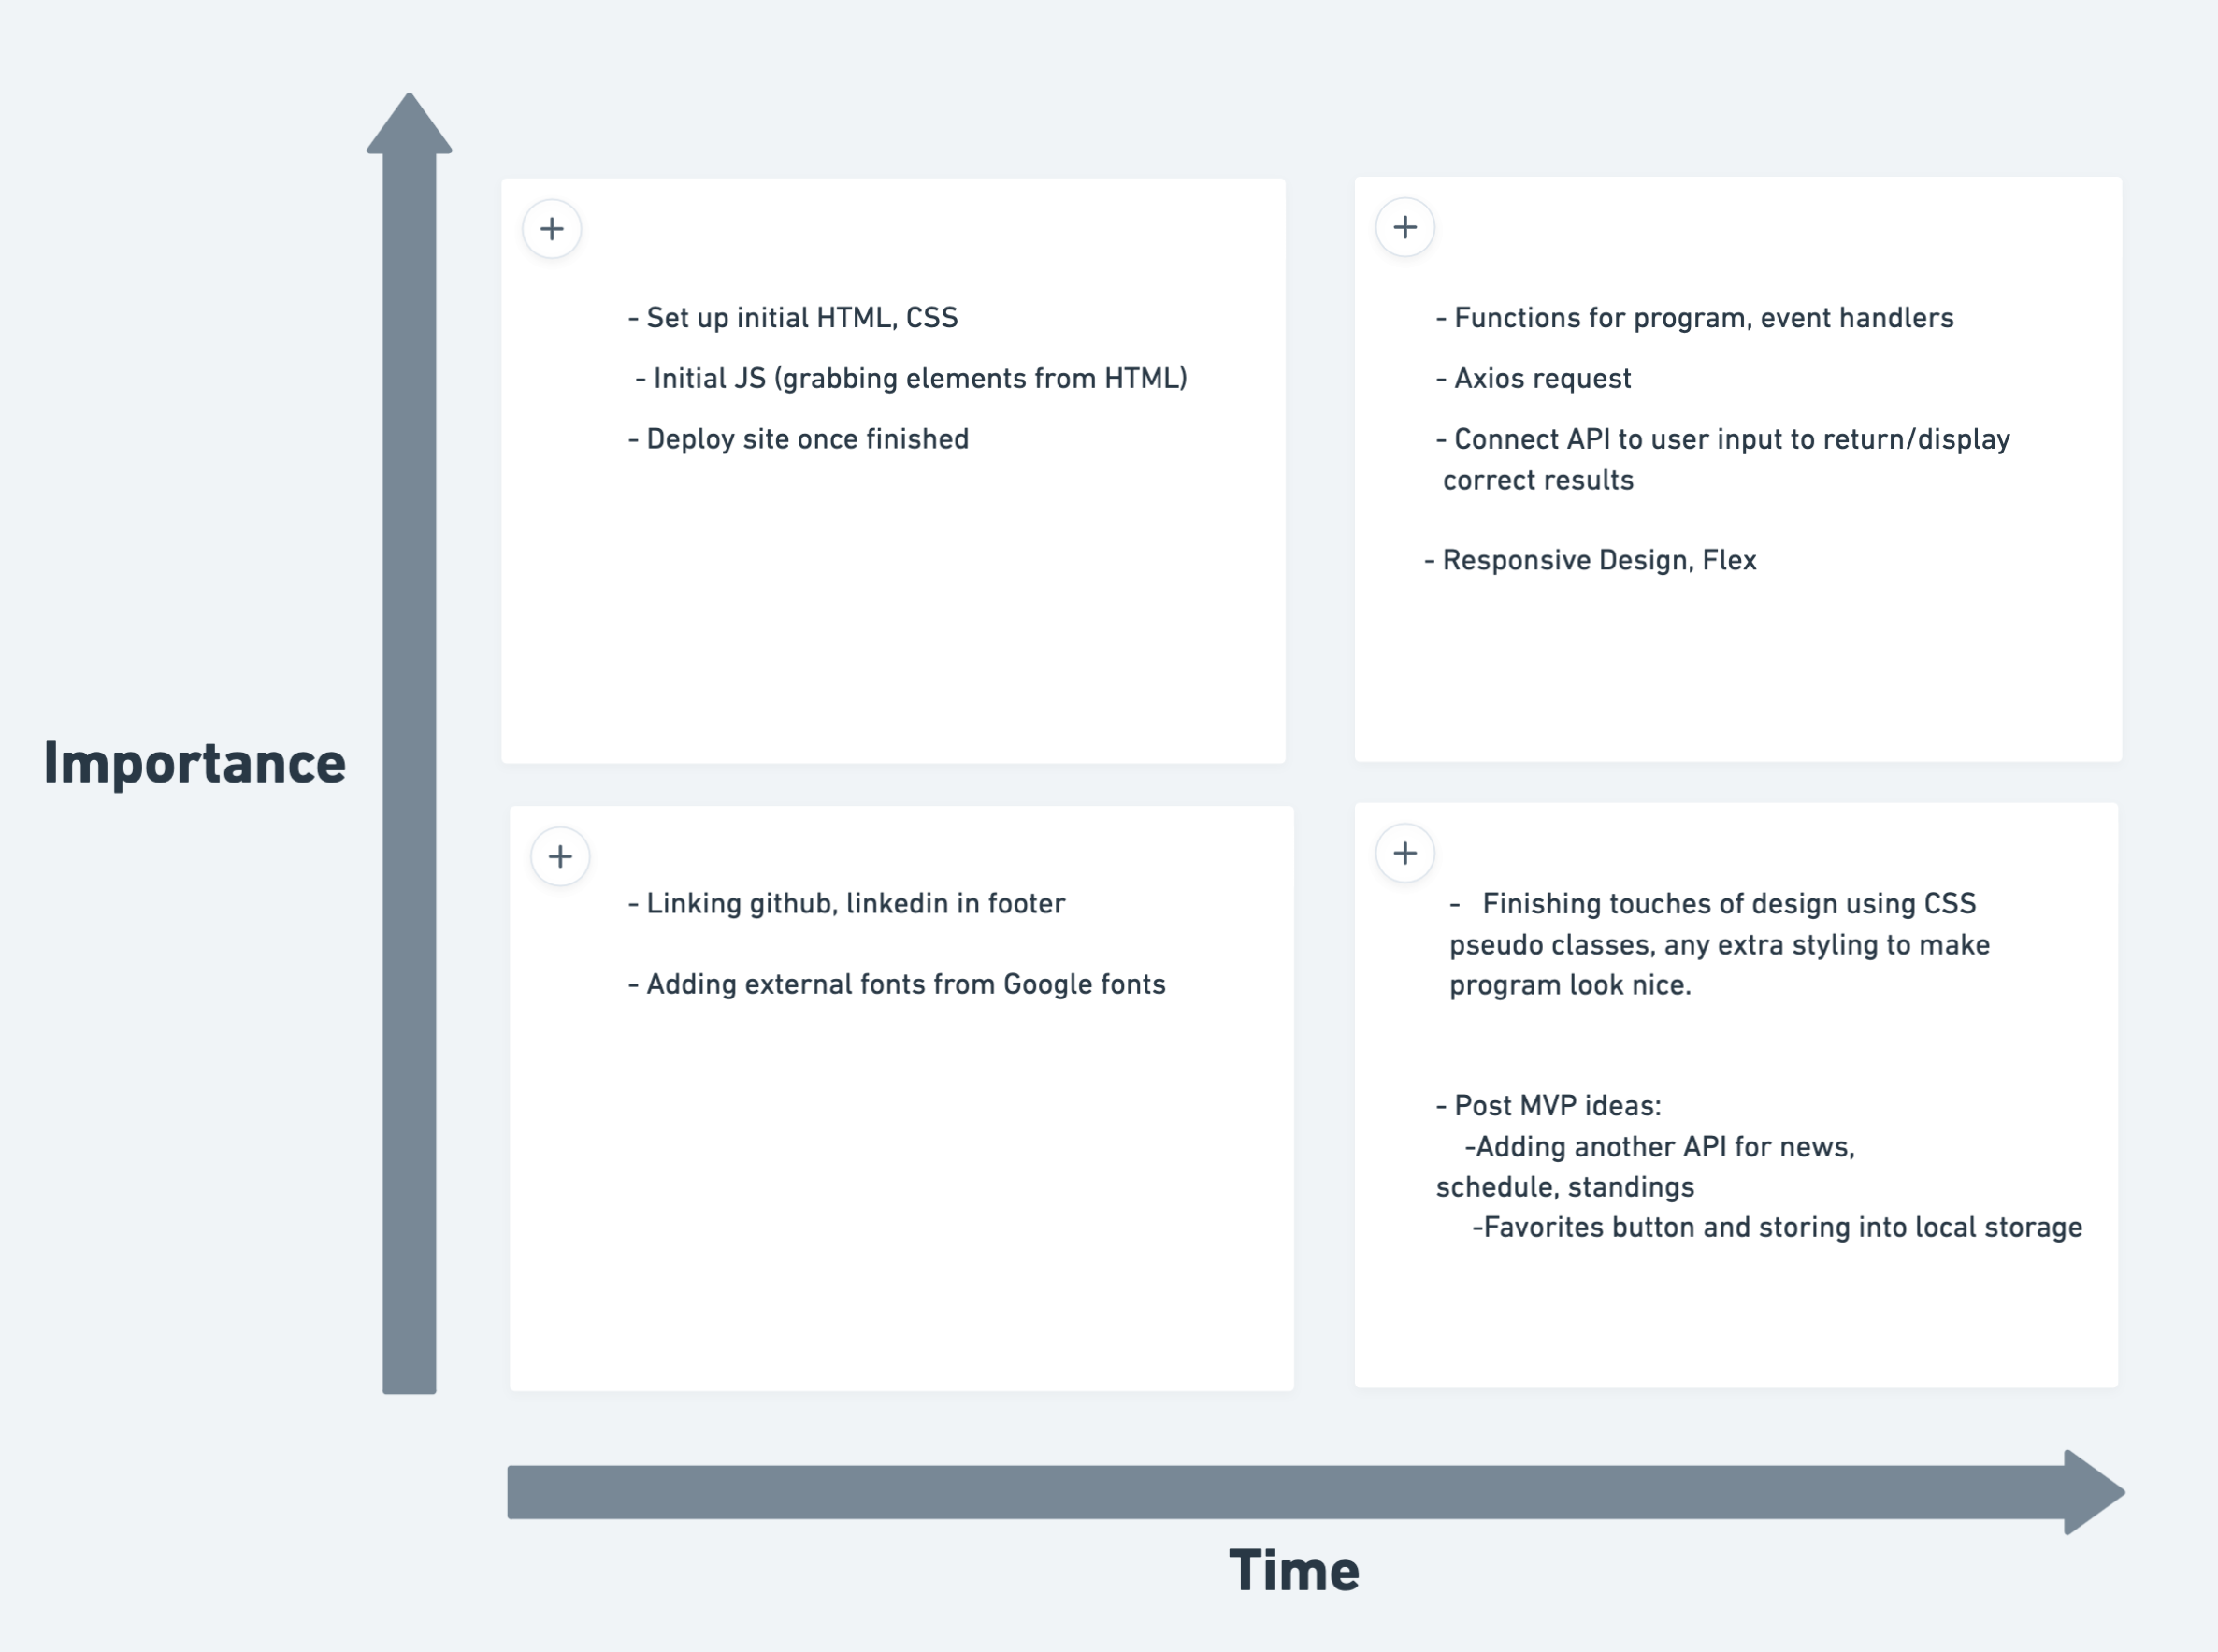 - Set up initial HTML, CSS
- Initial JS (grabbing elements from HTML)
- Deploy site once finished
- Functions for program, event handlers
- Axios request
- Connect API to user input to return/display
correct results
- Responsive Design, Flex
Importance
- Linking github, linkedin in footer
- Adding external fonts from Google fonts
- Finishing touches of design using CSS
pseudo classes, any extra styling to make
program look nice.
- Post MVP ideas:
-Adding another API for news,
schedule, standings
-Favorites button and storing into local storage
Time